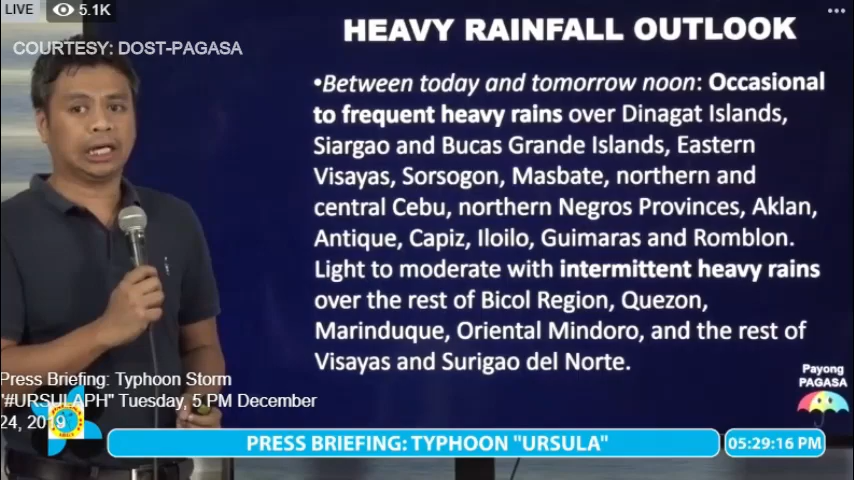 LIVE 5.1K
COURTESY: DOST-PAGASA
HEAVY RAINFALL OUTLOOK
•Between today and tomorrow noon: Occasional
to frequent heavy rains over Dinagat Islands,
Siargao and Bucas Grande Islands, Eastern
Visayas, Sorsogon, Masbate, northern and
central Cebu, northern Negros Provinces, Aklan,
Antique, Capiz, Iloilo, Guimaras and Romblon.
Light to moderate with intermittent heavy rains
over the rest of Bicol Region, Quezon,
Marinduque, Oriental Mindoro, and the rest of
Visayas and Surigao del Norte.
Payong
PAGASA
Press Briefing: Typhoon Storm
"#URSULAPH" Tuesday, 5 PM December
24, 2019
PRESS BRIEFING: TYPHOON "URSULA"
05:29:16 PM